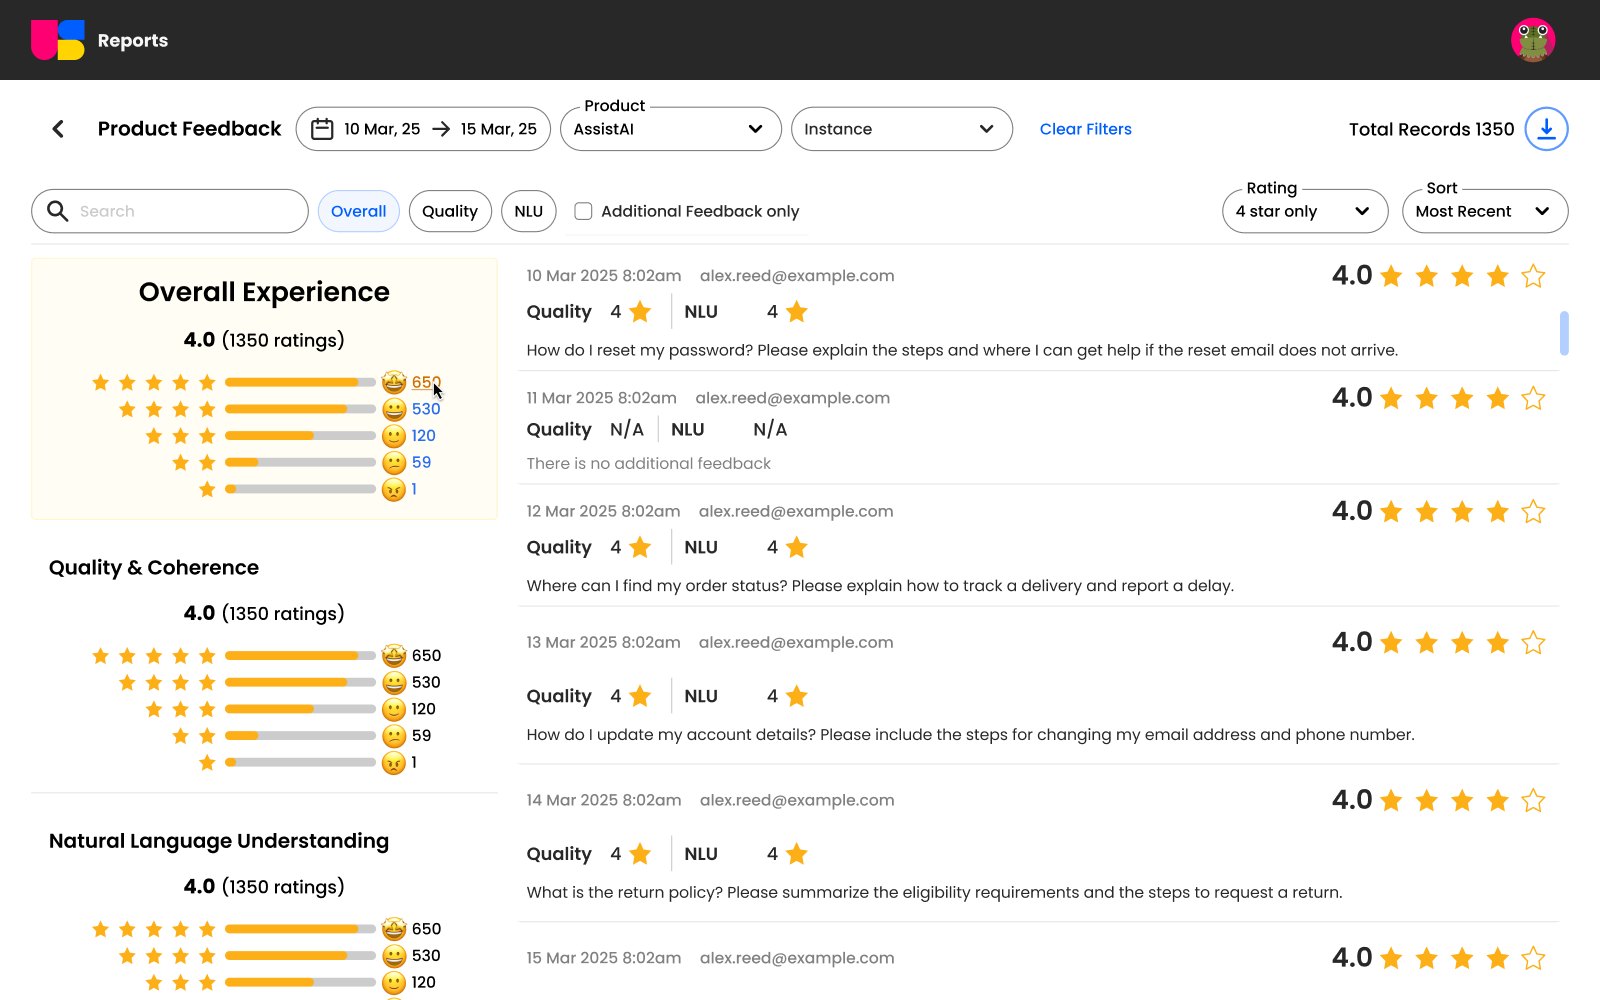 Reports
Product Feedback
10 Mar, 25
15 Mar, 25
Product
AssistAI
Instance
Clear Filters
Total Records 1350
Search
Overall
Quality
NLU
Additional Feedback only
Rating
4 star only
Sort
Most Recent
Overall Experience
4.0 (1350 ratings)
650
530
120
59
1
Quality & Coherence
4.0 (1350 ratings)
650
530
120
59
1
Natural Language Understanding
4.0 (1350 ratings)
650
530
120
10 Mar 2025 8:02am alex.reed@example.com 4.0
Quality 4 NLU 4
How do I reset my password? Please explain the steps and where I can get help if the reset email does not arrive.
11 Mar 2025 8:02am alex.reed@example.com 4.0
Quality N/A NLU N/A
There is no additional feedback
12 Mar 2025 8:02am alex.reed@example.com 4.0
Quality 4 NLU 4
Where can I find my order status? Please explain how to track a delivery and report a delay.
13 Mar 2025 8:02am alex.reed@example.com 4.0
Quality 4 NLU 4
How do I update my account details? Please include the steps for changing my email address and phone number.
14 Mar 2025 8:02am alex.reed@example.com 4.0
Quality 4 NLU 4
What is the return policy? Please summarize the eligibility requirements and the steps to request a return.
15 Mar 2025 8:02am alex.reed@example.com 4.0